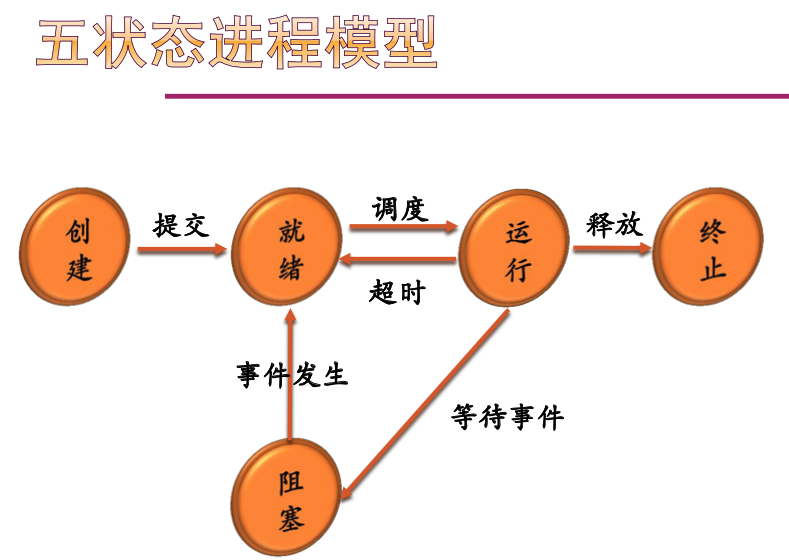 五状态进程模型
提交
调度
释放
创
建
就
绪
运
行
终
止
超时
事件发生
等待事件
阻
塞